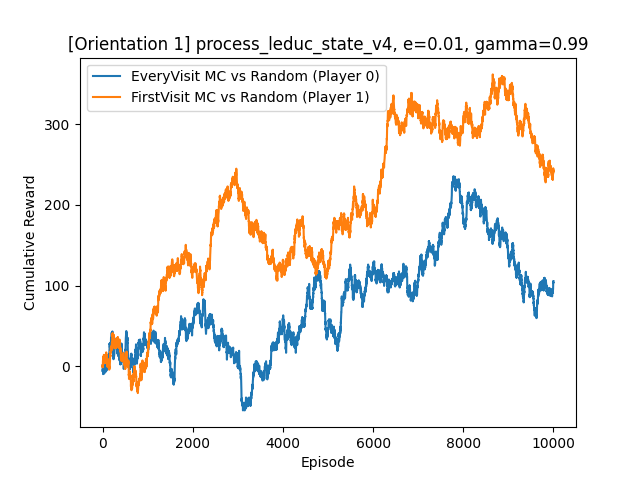 [Orientation 1] process_leduc_state_v4, e=0.01, gamma=0.99
EveryVisit MC vs Random (Player 0)
FirstVisit MC vs Random (Player 1)
Cumulative Reward
300
200
100
0
0 2000 4000 6000 8000 10000
Episode